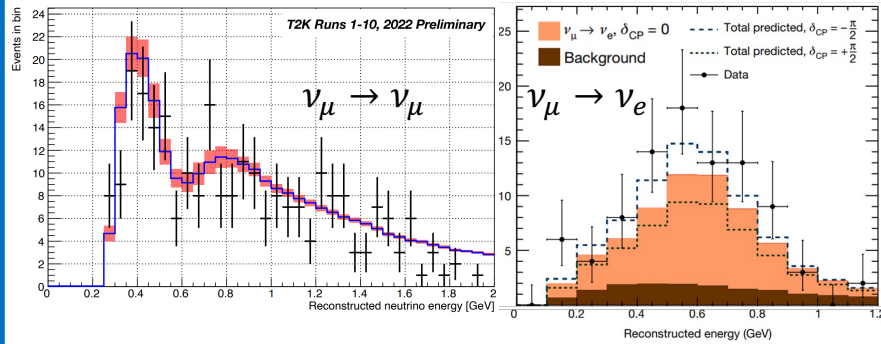 T2K Runs 1-10, 2022 Preliminary
Events in bin
24
22
20
18
16
14
12
10
8
6
4
2
0
νμ → νμ
0 0.2 0.4 0.6 0.8 1 1.2 1.4 1.6 1.8 2
Reconstructed neutrino energy [GeV]
νμ → νe, δCP = 0
Background
Total predicted, δCP = −π/2
Total predicted, δCP = +π/2
Data
25
20
15
10
5
νμ → νe
0 0.2 0.4 0.6 0.8 1 1.2
Reconstructed energy (GeV)